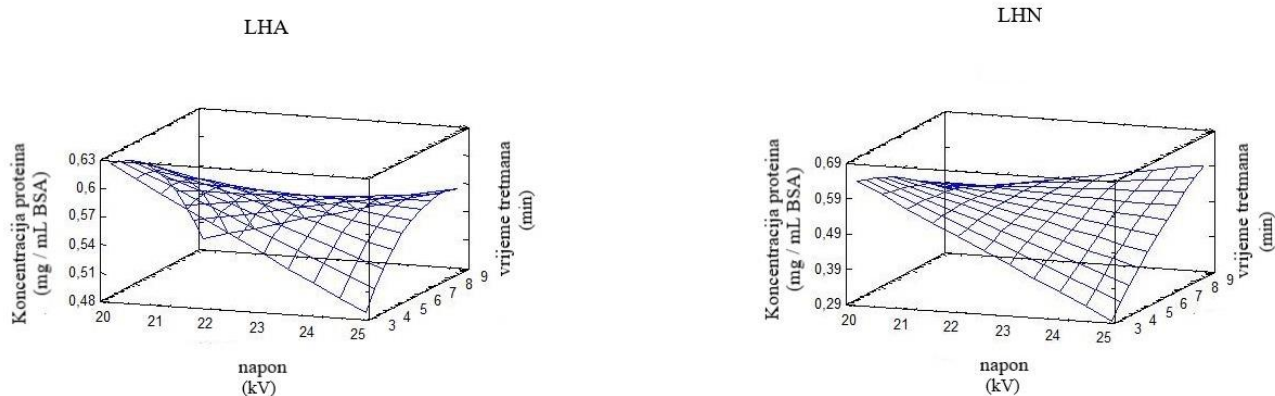 LHA
Koncentracija proteina
(mg / mL BSA)
0,63
0,6
0,57
0,54
0,51
0,48
20 21 22 23 24 25
napon
(kV)
3 4 5 6 7 8 9
vrijeme tretmana
(min)
LHN
Koncentracija proteina
(mg / mL BSA)
0,69
0,59
0,49
0,39
0,29
20 21 22 23 24 25
napon
(kV)
3 4 5 6 7 8 9
vrijeme tretmana
(min)